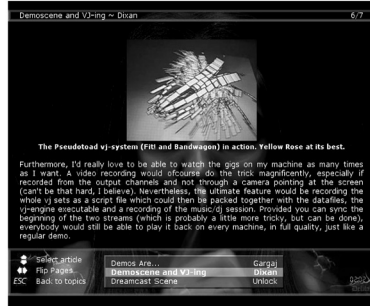 Demoscene and VJ-ing ~ Dixan 6/7
The Pseudotoad vj-system (Fit! and Bandwagon) in action. Yellow Rose at its best.
Furthermore, I'd really love to be able to watch the gigs on my machine as many times
as I want. A video recording would ofcourse do the trick magnificently, especially if
recorded from the output channels and not through a camera pointing at the screen
(can't be that hard, I believe). Nevertheless, the ultimate feature would be recording the
whole vj sets as a script file which could then be packed together with the datafiles, the
vj-engine executable and a recording of the music/dj session. Provided you can sync the
beginning of the two streams (which is probably a little more tricky, but can be done),
everybody would still be able to play it back on every machine, in full quality, just like a
regular demo.
Select article
Flip Pages
ESC Back to topics
Demos Are... Gargaj
Demoscene and VJ-ing Dixan
Dreamcast Scene Unlock